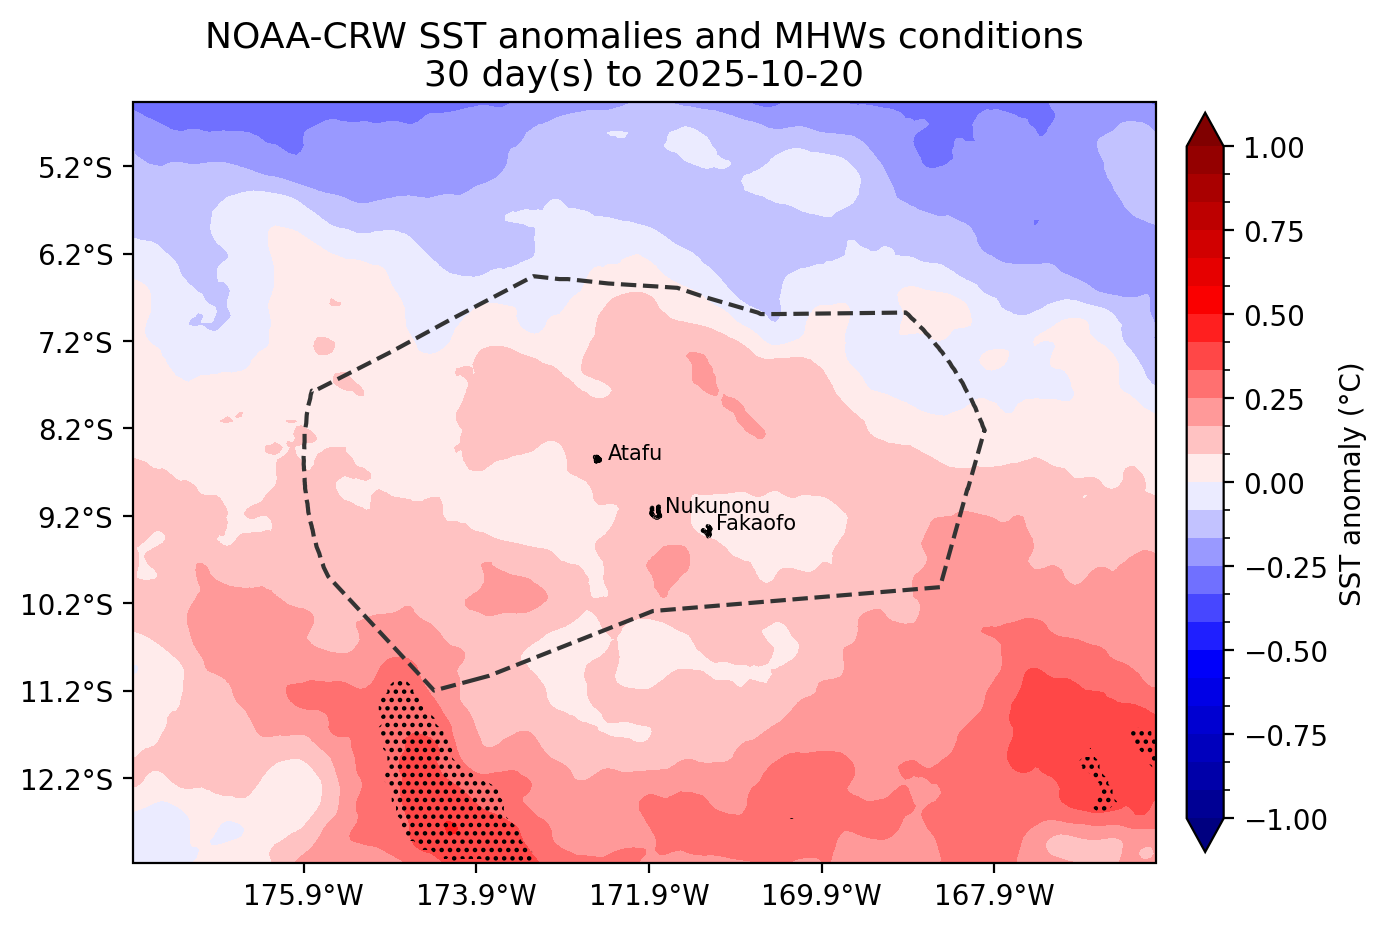 NOAA-CRW SST anomalies and MHWs conditions
30 day(s) to 2025-10-20
5.2°S
6.2°S
7.2°S
8.2°S
9.2°S
10.2°S
11.2°S
12.2°S
Atafu
Nukunonu
Fakaofo
175.9°W
173.9°W
171.9°W
169.9°W
167.9°W
1.00
0.75
0.50
0.25
0.00
−0.25
−0.50
−0.75
−1.00
SST anomaly (°C)